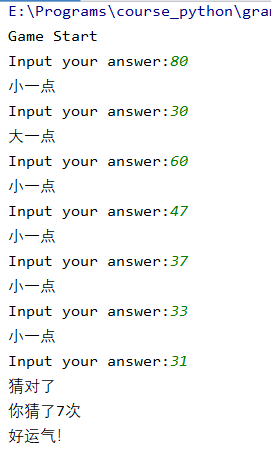 E:\Programs\course_python\gra
Game Start
Input your answer:80
小一点
Input your answer:30
大一点
Input your answer:60
小一点
Input your answer:47
小一点
Input your answer:37
小一点
Input your answer:33
小一点
Input your answer:31
猜对了
你猜了7次
好运气!